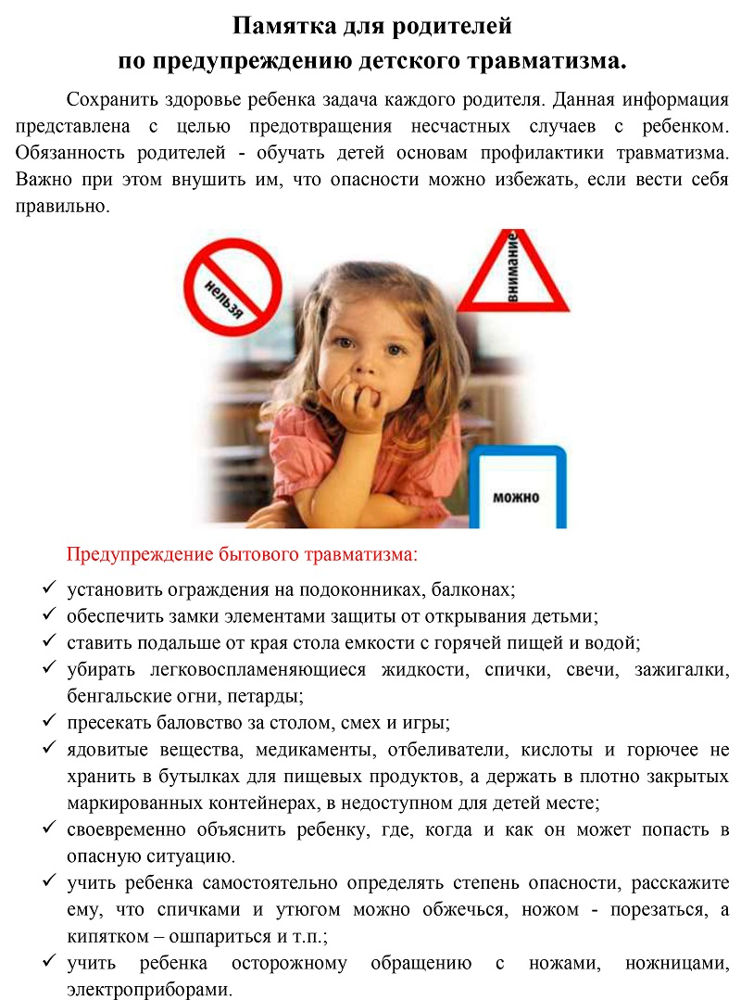 Памятка для родителей
по предупреждению детского травматизма.
Сохранить здоровье ребенка задача каждого родителя. Данная информация
представлена с целью предотвращения несчастных случаев с ребенком.
Обязанность родителей - обучать детей основам профилактики травматизма.
Важно при этом внушить им, что опасности можно избежать, если вести себя
правильно.
нельзя
внимание
можно
Предупреждение бытового травматизма:
✓ установить ограждения на подоконниках, балконах;
✓ обеспечить замки элементами защиты от открывания детьми;
✓ ставить подальше от края стола емкости с горячей пищей и водой;
✓ убирать легковоспламеняющиеся жидкости, спички, свечи, зажигалки,
бенгальские огни, петарды;
✓ пресекать баловство за столом, смех и игры;
✓ ядовитые вещества, медикаменты, отбеливатели, кислоты и горючее не
хранить в бутылках для пищевых продуктов, а держать в плотно закрытых
маркированных контейнерах, в недоступном для детей месте;
✓ своевременно объяснить ребенку, где, когда и как он может попасть в
опасную ситуацию.
✓ учить ребенка самостоятельно определять степень опасности, расскажите
ему, что спичками и утюгом можно обжечься, ножом - порезаться, а
кипятком – ошпариться и т.п.;
✓ учить ребенка осторожному обращению с ножами, ножницами,
электроприборами.